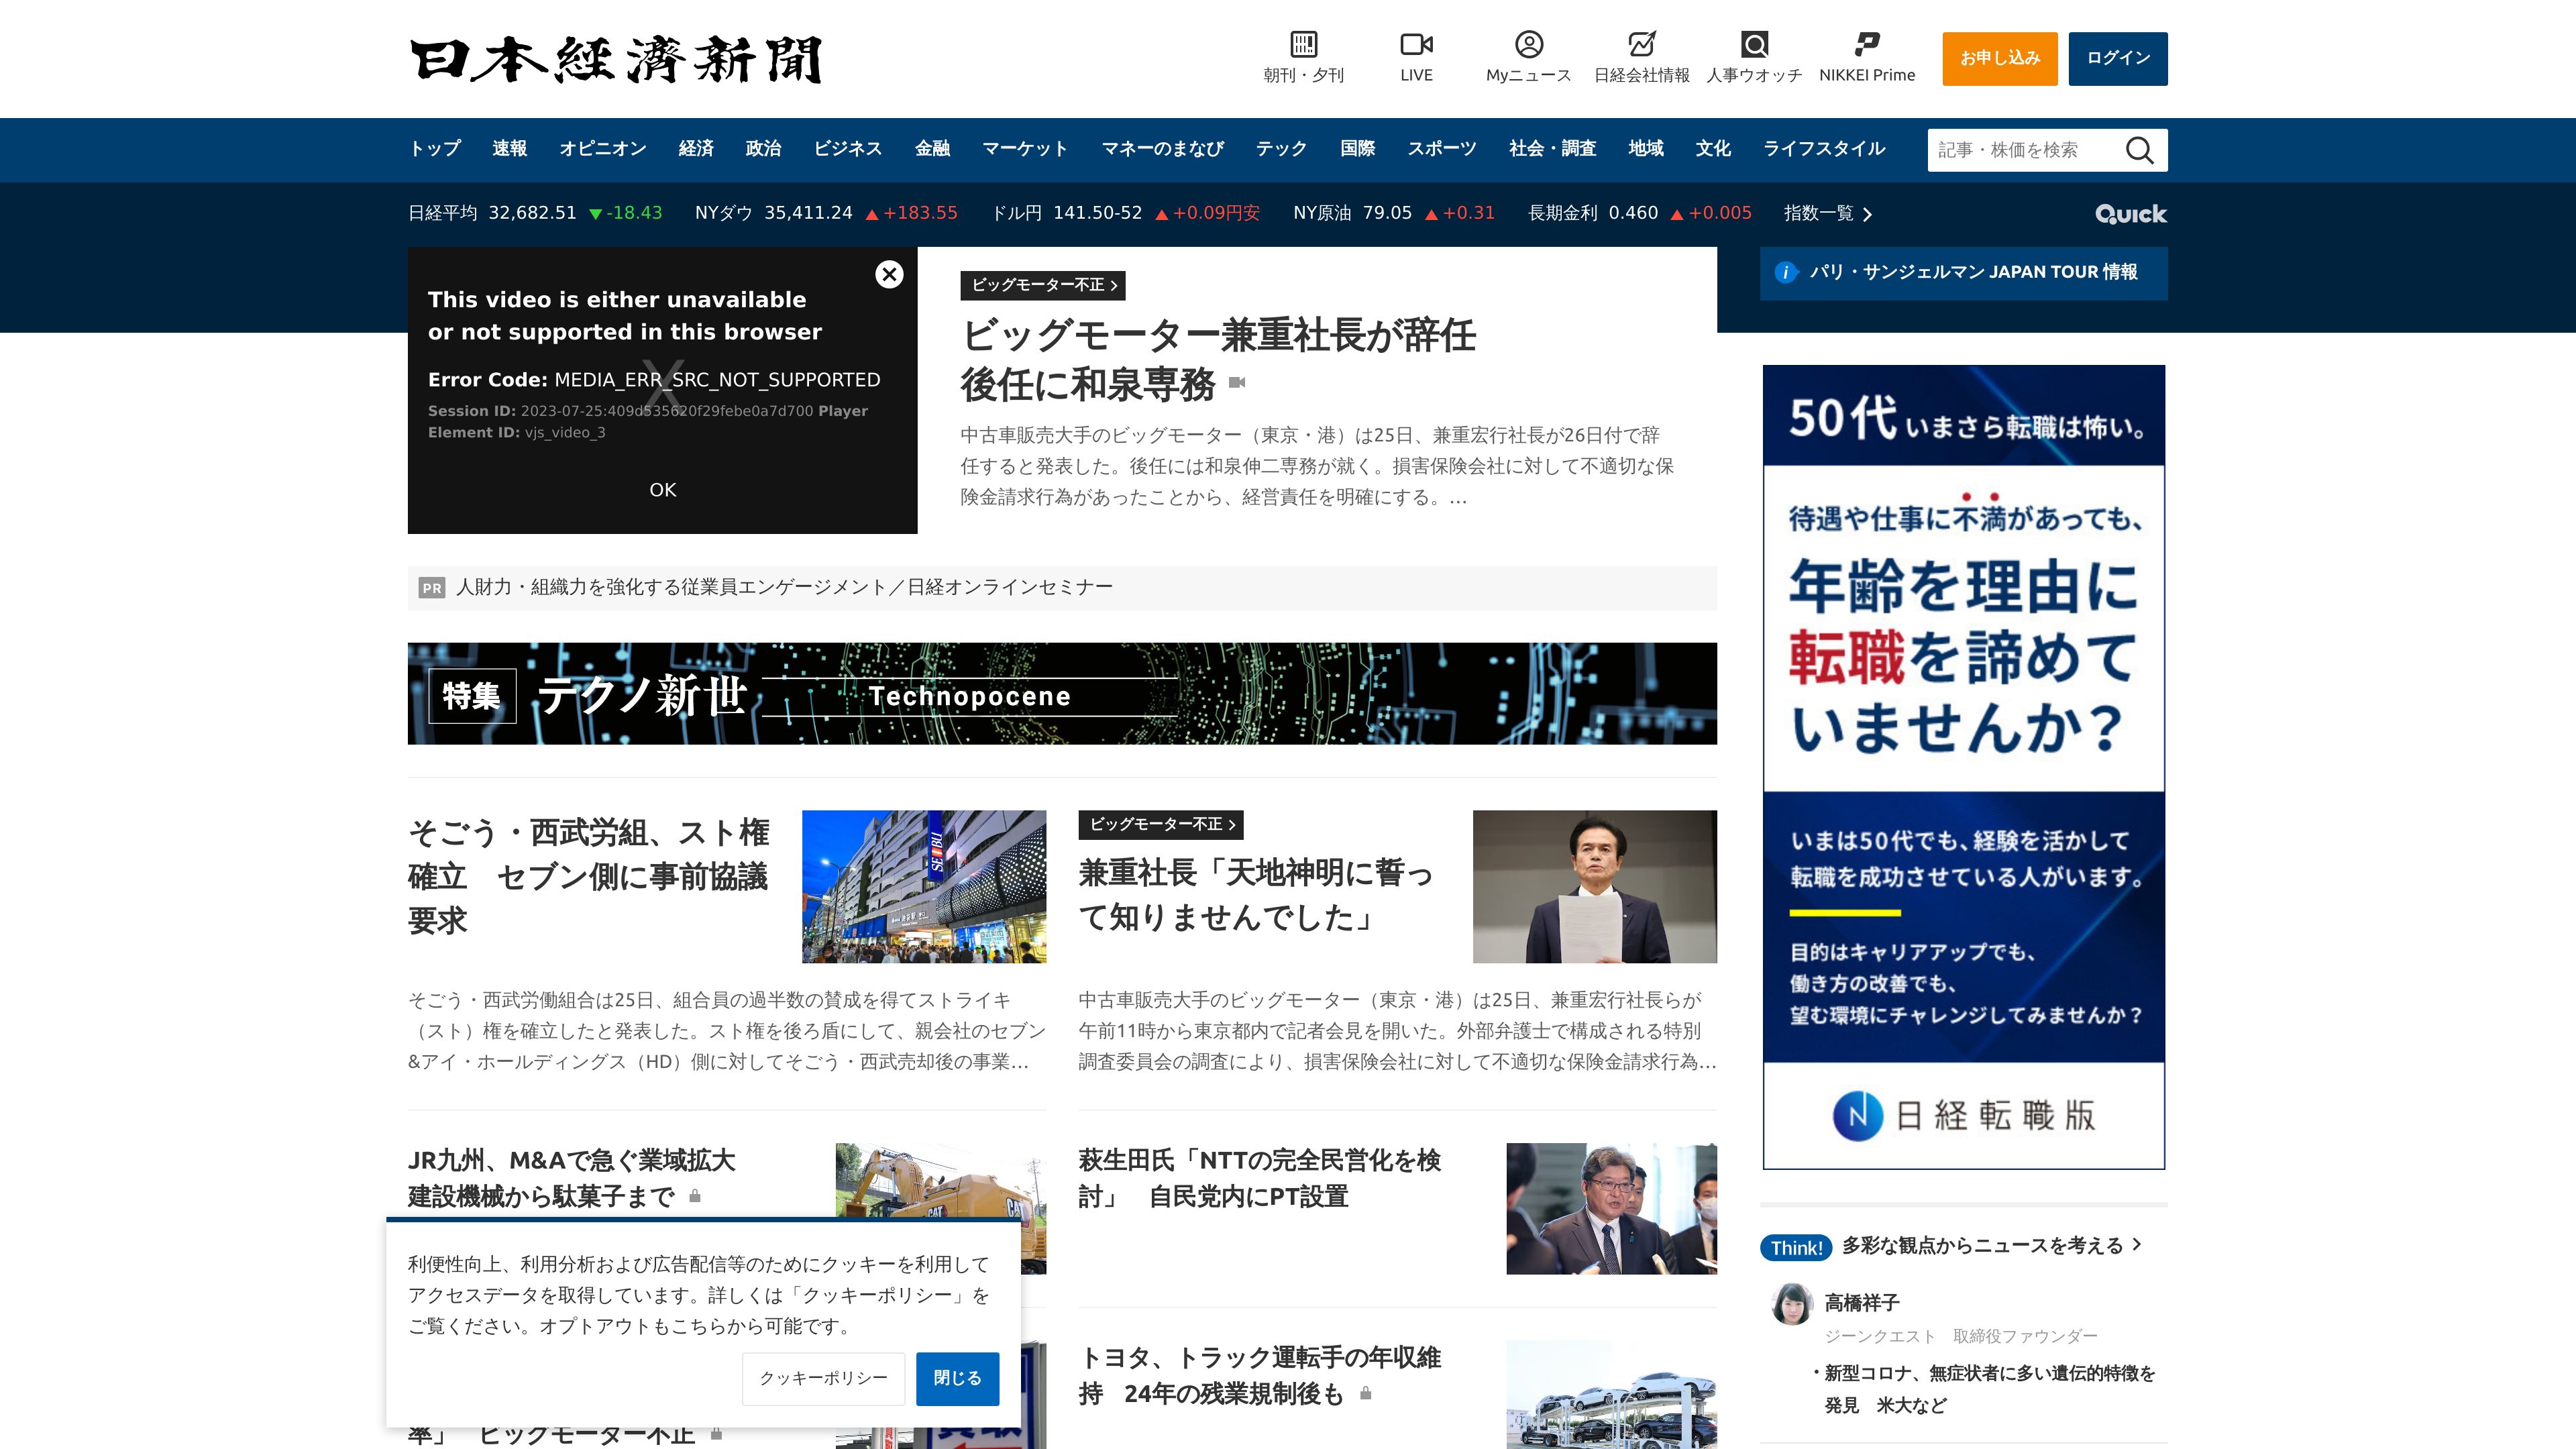 日本経済新聞
朝刊・夕刊
LIVE
Myニュース
日経会社情報
人事ウオッチ
NIKKEI Prime
お申し込み
ログイン
トップ 速報 オピニオン 経済 政治 ビジネス 金融 マーケット マネーのまなび テック 国際 スポーツ 社会・調査 地域 文化 ライフスタイル
記事・株価を検索
日経平均 32,682.51 ▼-18.43 NYダウ 35,411.24 ▲+183.55 ドル円 141.50-52 ▲+0.09円安 NY原油 79.05 ▲+0.31 長期金利 0.460 ▲+0.005 指数一覧
QUICK
This video is either unavailable
or not supported in this browser
Error Code: MEDIA_ERR_SRC_NOT_SUPPORTED
Session ID: 2023-07-25:409d535620f29febe0a7d700 Player
Element ID: vjs_video_3
OK
X
ビッグモーター不正
ビッグモーター兼重社長が辞任
後任に和泉専務
中古車販売大手のビッグモーター（東京・港）は25日、兼重宏行社長が26日付で辞
任すると発表した。後任には和泉伸二専務が就く。損害保険会社に対して不適切な保
険金請求行為があったことから、経営責任を明確にする。…
i パリ・サンジェルマン JAPAN TOUR 情報
PR 人財力・組織力を強化する従業員エンゲージメント／日経オンラインセミナー
特集 テクノ新世 Technopocene
そごう・西武労組、スト権
確立　セブン側に事前協議
要求
SEIBU
そごう・西武労働組合は25日、組合員の過半数の賛成を得てストライキ
（スト）権を確立したと発表した。スト権を後ろ盾にして、親会社のセブン
&アイ・ホールディングス（HD）側に対してそごう・西武売却後の事業…
ビッグモーター不正
兼重社長「天地神明に誓っ
て知りませんでした」
中古車販売大手のビッグモーター（東京・港）は25日、兼重宏行社長らが
午前11時から東京都内で記者会見を開いた。外部弁護士で構成される特別
調査委員会の調査により、損害保険会社に対して不適切な保険金請求行為…
JR九州、M&Aで急ぐ業域拡大
建設機械から駄菓子まで
CAT
CAT
萩生田氏「NTTの完全民営化を検
討」　自民党内にPT設置
トヨタ、トラック運転手の年収維
持　24年の残業規制後も
率」　ビッグモーター不正
利便性向上、利用分析および広告配信等のためにクッキーを利用して
アクセスデータを取得しています。詳しくは「クッキーポリシー」を
ご覧ください。オプトアウトもこちらから可能です。
クッキーポリシー
閉じる
50代 いまさら転職は怖い。
待遇や仕事に不満があっても、
年齢を理由に
転職を諦めて
いませんか？
いまは50代でも、経験を活かして
転職を成功させている人がいます。
目的はキャリアアップでも、
働き方の改善でも、
望む環境にチャレンジしてみませんか？
N 日経転職版
Think! 多彩な観点からニュースを考える
高橋祥子
ジーンクエスト　取締役ファウンダー
・新型コロナ、無症状者に多い遺伝的特徴を
発見　米大など